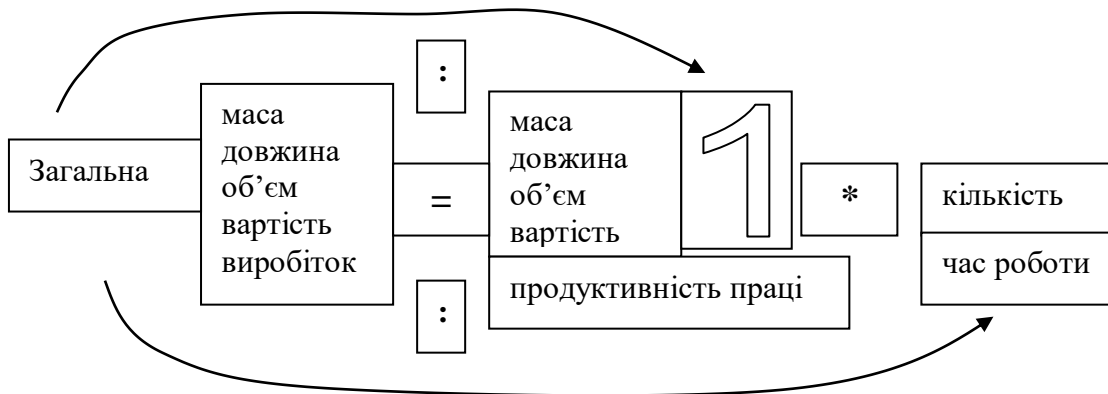 :
Загальна
маса
довжина
об’єм
вартість
виробіток
=
маса
довжина
об’єм
вартість
1
продуктивність праці
*
кількість
час роботи
: